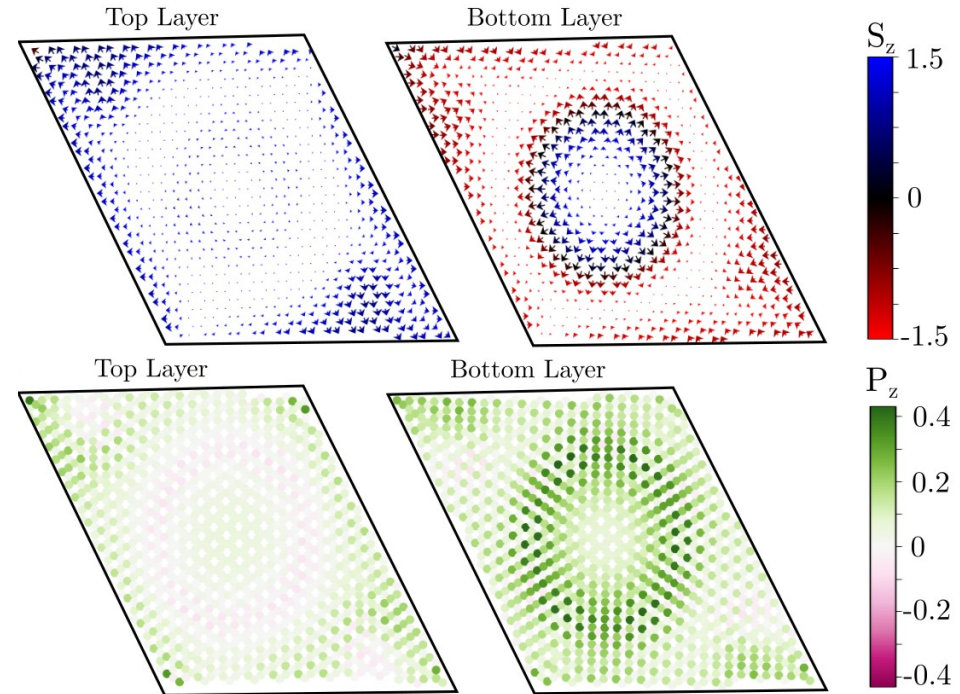 Top Layer
Bottom Layer
S_z
1.5
0
-1.5
Top Layer
Bottom Layer
P_z
0.4
0.2
0
-0.2
-0.4